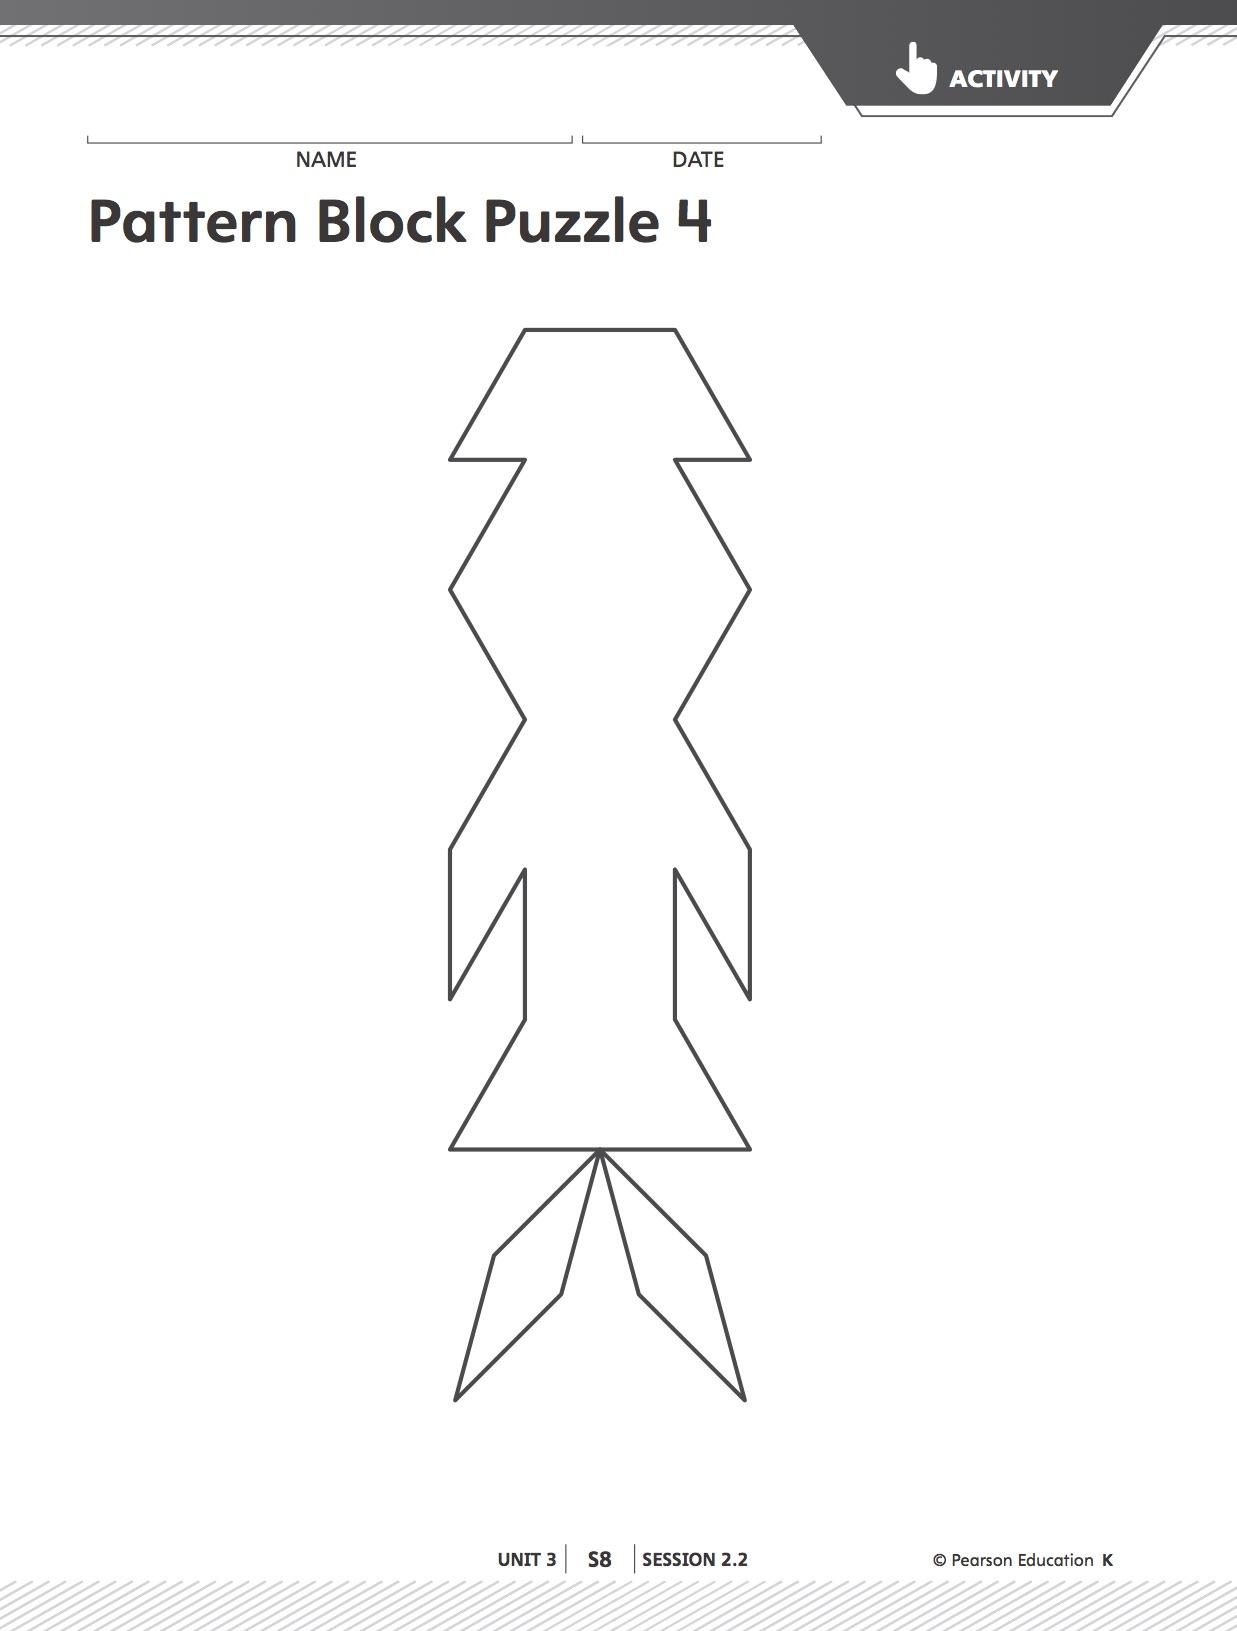 ACTIVITY
NAME DATE
Pattern Block Puzzle 4
UNIT 3 S8 SESSION 2.2 © Pearson Education K